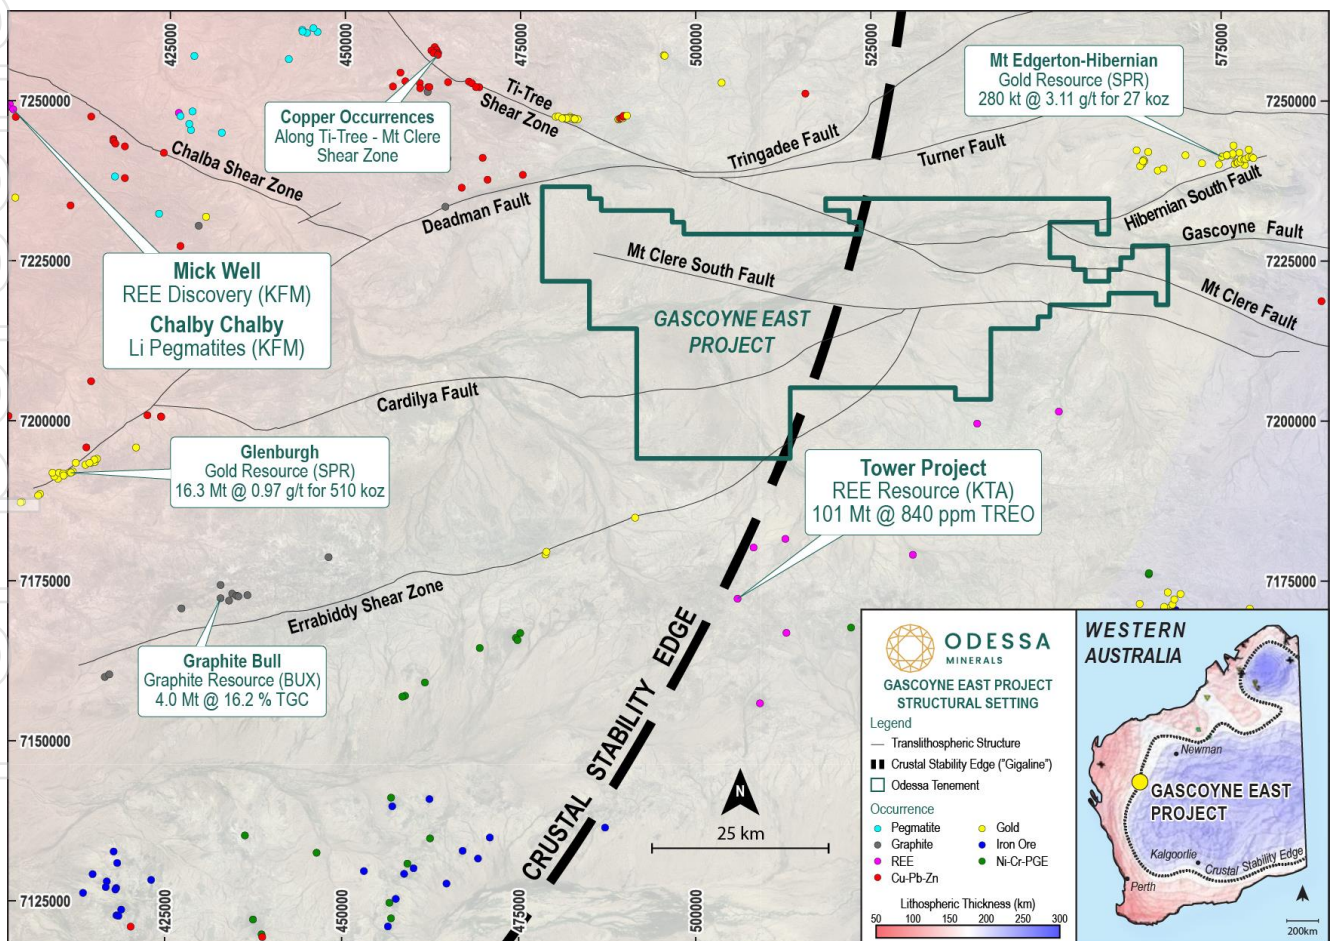 425000
450000
475000
500000
525000
575000
7250000
7250000
Mt Edgerton-Hibernian
Gold Resource (SPR)
280 kt @ 3.11 g/t for 27 koz
Copper Occurrences
Along Ti-Tree - Mt Clere
Shear Zone
Ti-Tree
Shear Zone
Tringadee Fault
Turner Fault
Chalba Shear Zone
Deadman Fault
Hibernian South Fault
Gascoyne Fault
7225000
7225000
Mick Well
REE Discovery (KFM)
Chalby Chalby
Li Pegmatites (KFM)
Mt Clere South Fault
Mt Clere Fault
GASCOYNE EAST
PROJECT
Cardilya Fault
7200000
7200000
Glenburgh
Gold Resource (SPR)
16.3 Mt @ 0.97 g/t for 510 koz
Tower Project
REE Resource (KTA)
101 Mt @ 840 ppm TREO
7175000
7175000
Errabiddy Shear Zone
Graphite Bull
Graphite Resource (BUX)
4.0 Mt @ 16.2 % TGC
CRUSTAL STABILITY EDGE
7150000
N
25 km
7125000
425000
450000
475000
500000
ODESSA
MINERALS
GASCOYNE EAST PROJECT
STRUCTURAL SETTING
Legend
Translithospheric Structure
Crustal Stability Edge ("Gigaline")
Odessa Tenement
Occurrence
Pegmatite
Graphite
REE
Cu-Pb-Zn
Gold
Iron Ore
Ni-Cr-PGE
Lithospheric Thickness (km)
50 100 150 200 250 300
WESTERN
AUSTRALIA
Newman
GASCOYNE EAST
PROJECT
Kalgoorlie
Crustal Stability Edge
Perth
200km